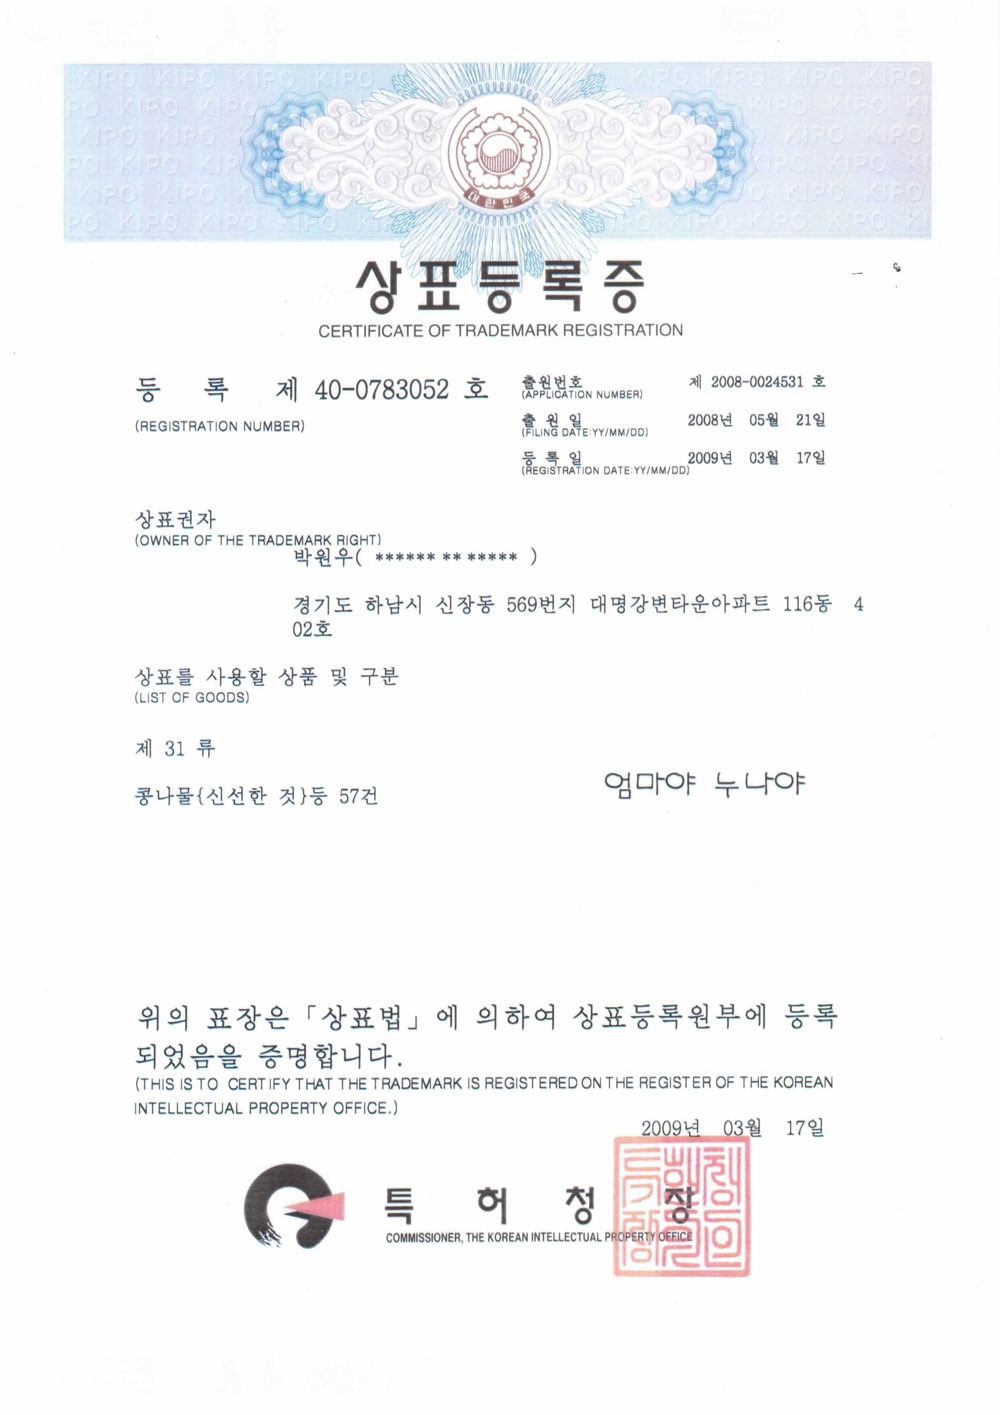 대한민국
상표등록증
CERTIFICATE OF TRADEMARK REGISTRATION
등 록 제 40-0783052 호
(REGISTRATION NUMBER)
출원번호 제 2008-0024531 호
(APPLICATION NUMBER)
출 원 일 2008년 05월 21일
(FILING DATE:YY/MM/DD)
등 록 일 2009년 03월 17일
(REGISTRATION DATE:YY/MM/DD)
상표권자
(OWNER OF THE TRADEMARK RIGHT)
박원우( ****** ** ***** )
경기도 하남시 신장동 569번지 대명강변타운아파트 116동 4
02호
상표를 사용할 상품 및 구분
(LIST OF GOODS)
제 31 류
콩나물{신선한 것}등 57건
엄마야 누나야
위의 표장은「상표법」에 의하여 상표등록원부에 등록
되었음을 증명합니다.
(THIS IS TO CERTIFY THAT THE TRADEMARK IS REGISTERED ON THE REGISTER OF THE KOREAN
INTELLECTUAL PROPERTY OFFICE.)
2009년 03월 17일
특 허 청 장
COMMISSIONER, THE KOREAN INTELLECTUAL PROPERTY OFFICE